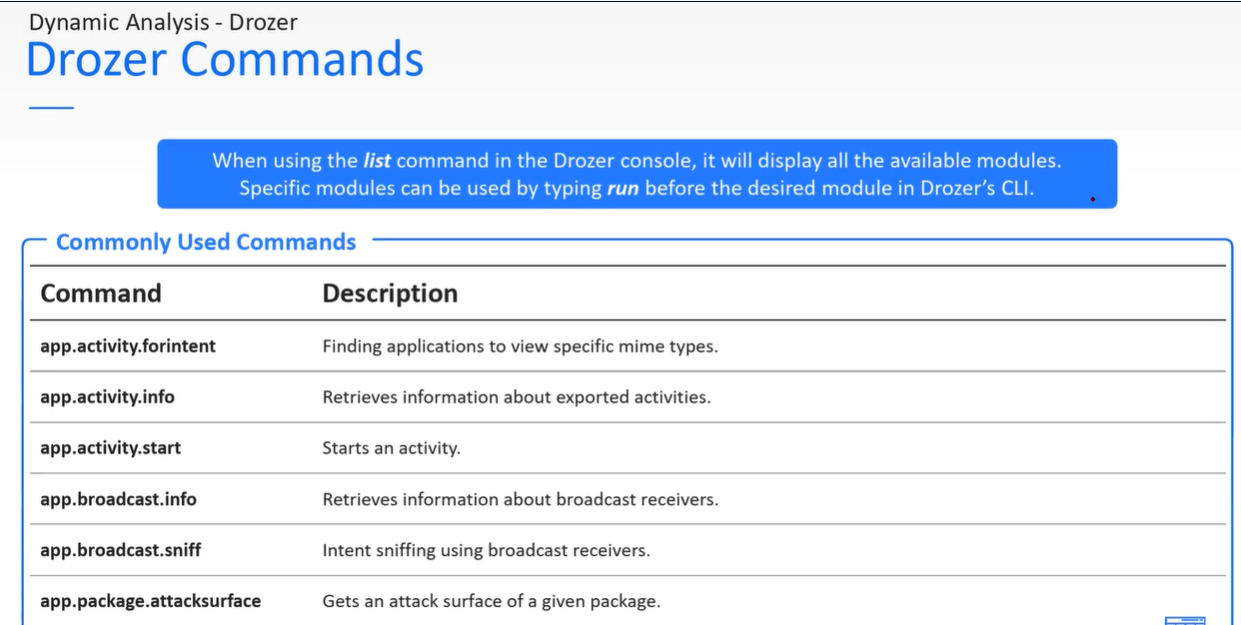 Dynamic Analysis - Drozer
Drozer Commands
When using the list command in the Drozer console, it will display all the available modules.
Specific modules can be used by typing run before the desired module in Drozer’s CLI.
Commonly Used Commands
Command Description
app.activity.forintent Finding applications to view specific mime types.
app.activity.info Retrieves information about exported activities.
app.activity.start Starts an activity.
app.broadcast.info Retrieves information about broadcast receivers.
app.broadcast.sniff Intent sniffing using broadcast receivers.
app.package.attacksurface Gets an attack surface of a given package.